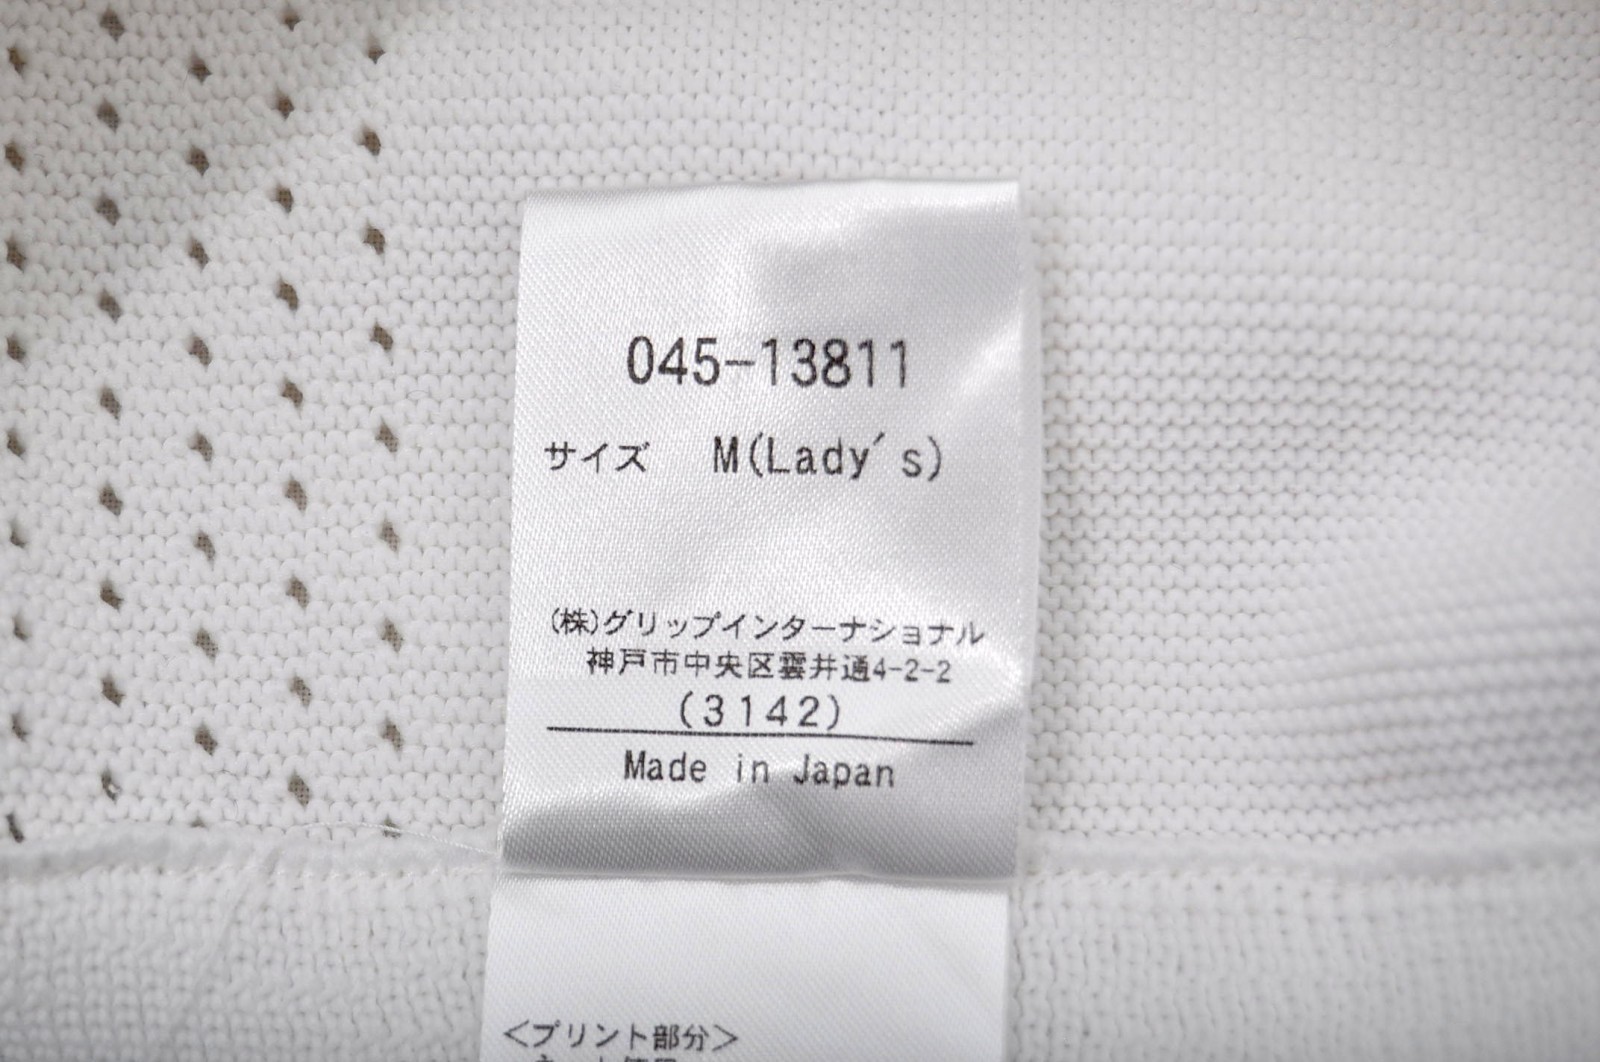 045-13811
サイズ M(Lady's)
(株)グリップインターナショナル
神戸市中央区雲井通4-2-2
(3142)
Made in Japan
<プリント部分>